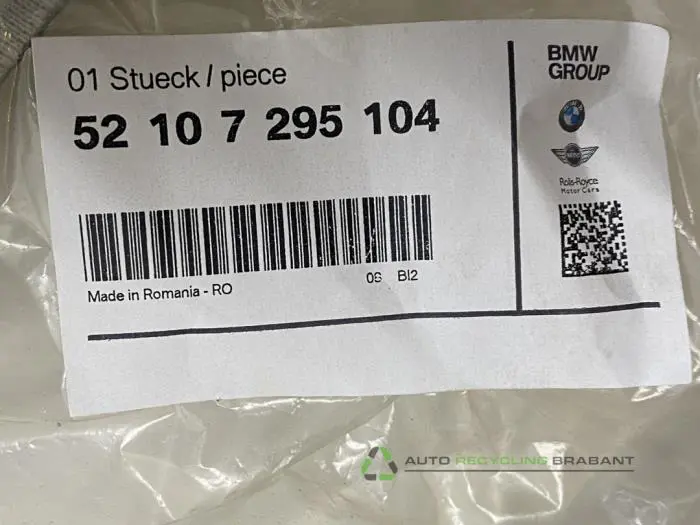 01 Stueck / piece
52 10 7 295 104
Made in Romania - RO
06 BI2
BMW
GROUP
MINI
Rolls-Royce
Motor Cars
AUTO RECYCLING BRABANT